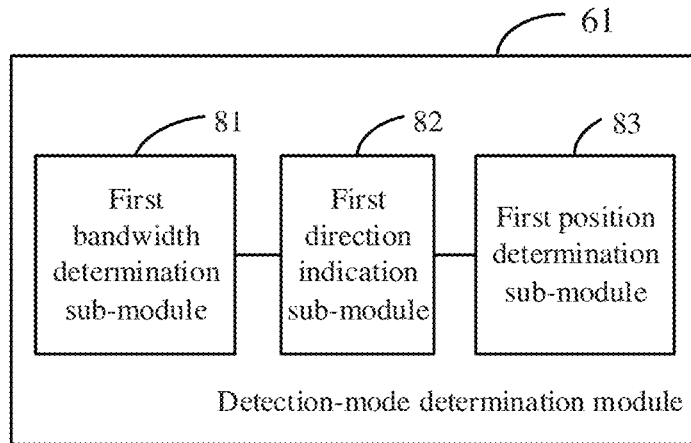 61
81
82
83
First
bandwidth
determination
sub-module
First
direction
indication
sub-module
First position
determination
sub-module
Detection-mode determination module